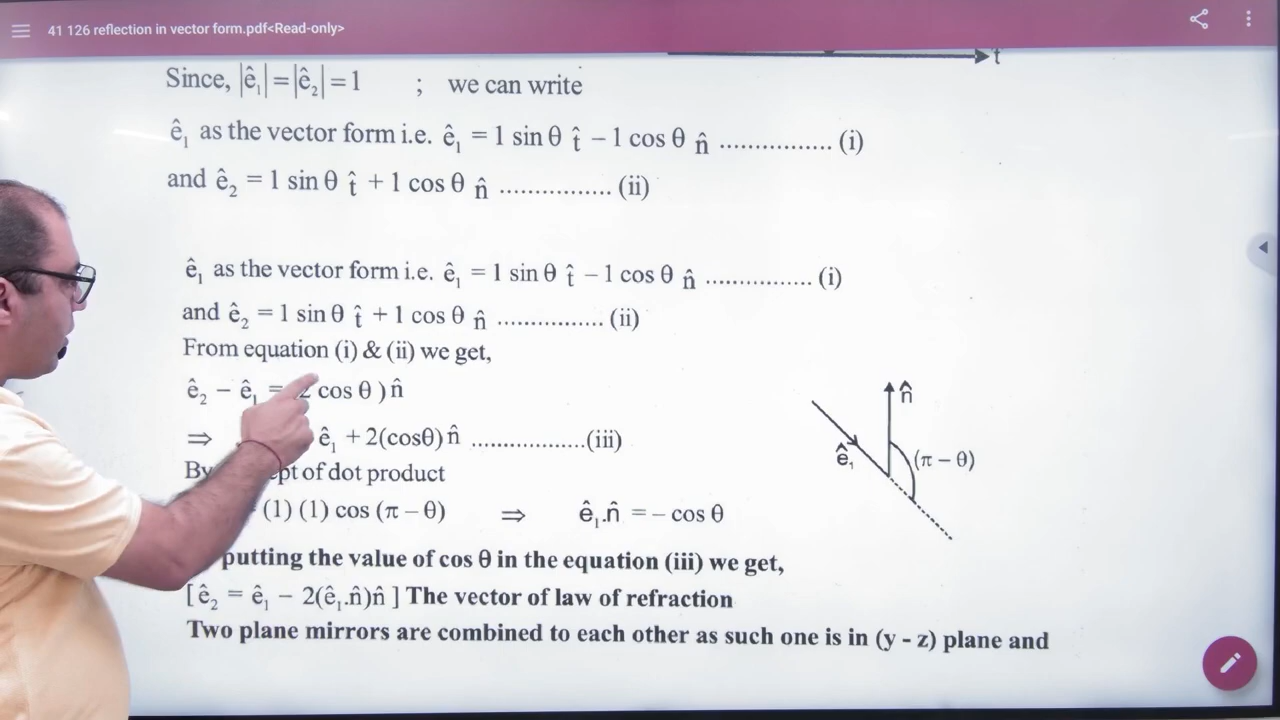 41 126 reflection in vector form.pdf<Read-only>
t
Since, |ê₁| = |ê₂| = 1 ; we can write
ê₁ as the vector form i.e. ê₁ = 1 sin θ t̂ − 1 cos θ n̂ ................ (i)
and ê₂ = 1 sin θ t̂ + 1 cos θ n̂ ................ (ii)
ê₁ as the vector form i.e. ê₁ = 1 sin θ t̂ − 1 cos θ n̂ ................ (i)
and ê₂ = 1 sin θ t̂ + 1 cos θ n̂ ................ (ii)
From equation (i) & (ii) we get,
ê₂ − ê₁ = cos θ ) n̂
⇒ ê₁ + 2(cosθ) n̂ .................(iii)
By pt of dot product
(1) (1) cos (π − θ) ⇒ ê₁.n̂ = − cos θ
putting the value of cos θ in the equation (iii) we get,
[ ê₂ = ê₁ − 2(ê₁.n̂)n̂ ] The vector of law of refraction
Two plane mirrors are combined to each other as such one is in (y - z) plane and
n̂
ê₁
(π − θ)